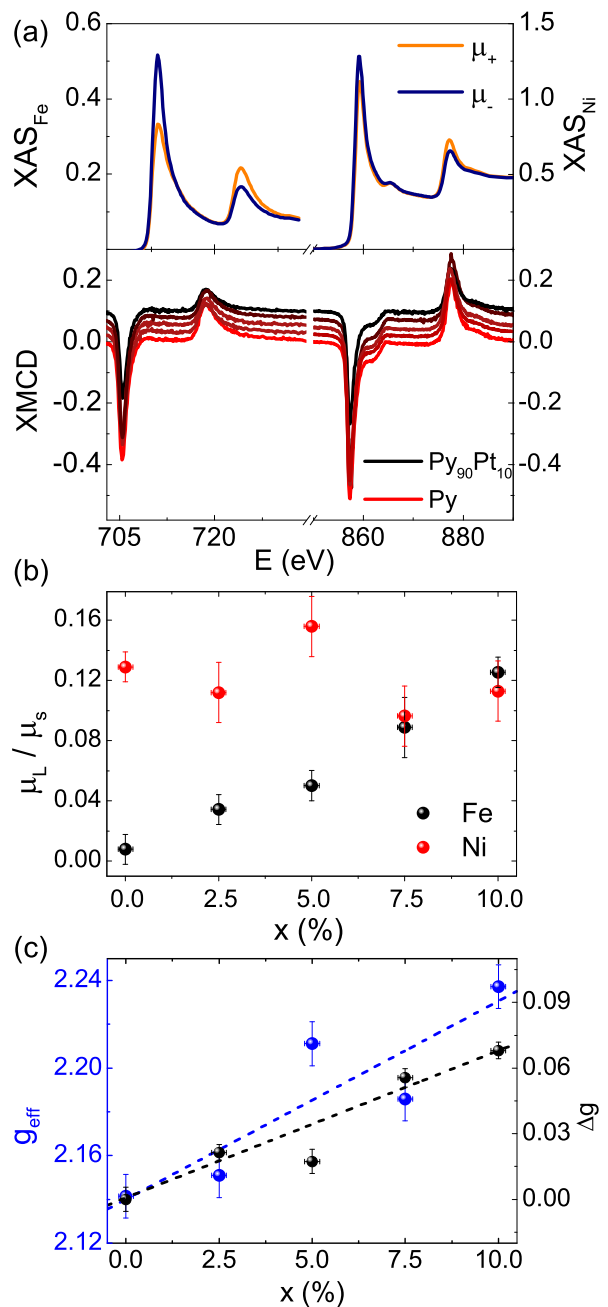 (a)
0.6
0.4
0.2
XAS_Fe
1.5
1.0
0.5
0.0
XAS_Ni
μ₊
μ₋
0.2
0.0
-0.2
-0.4
XMCD
0.2
0.0
-0.2
-0.4
Py₉₀Pt₁₀
Py
705 720 860 880
E (eV)
(b)
0.16
0.12
0.08
0.04
0.00
μ_L / μ_s
Fe
Ni
0.0 2.5 5.0 7.5 10.0
x (%)
(c)
2.24
2.20
2.16
2.12
g_eff
0.09
0.06
0.03
0.00
Δg
0.0 2.5 5.0 7.5 10.0
x (%)